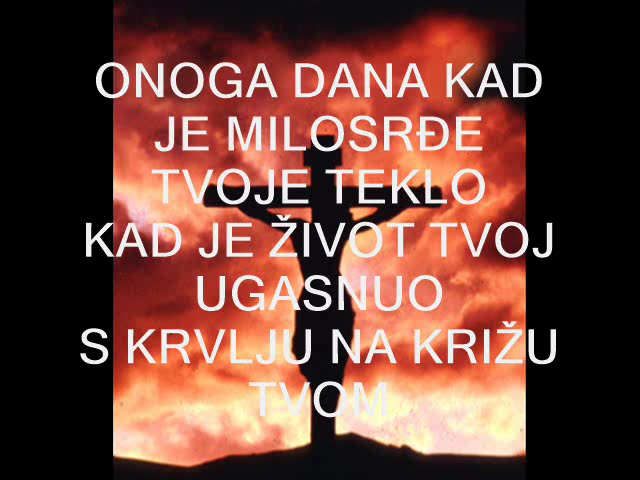 ONOGA DANA KAD
JE MILOSRĐE
TVOJE TEKLO
KAD JE ŽIVOT TVOJ
UGASNUO
S KRVLJU NA KRIŽU
TVOM